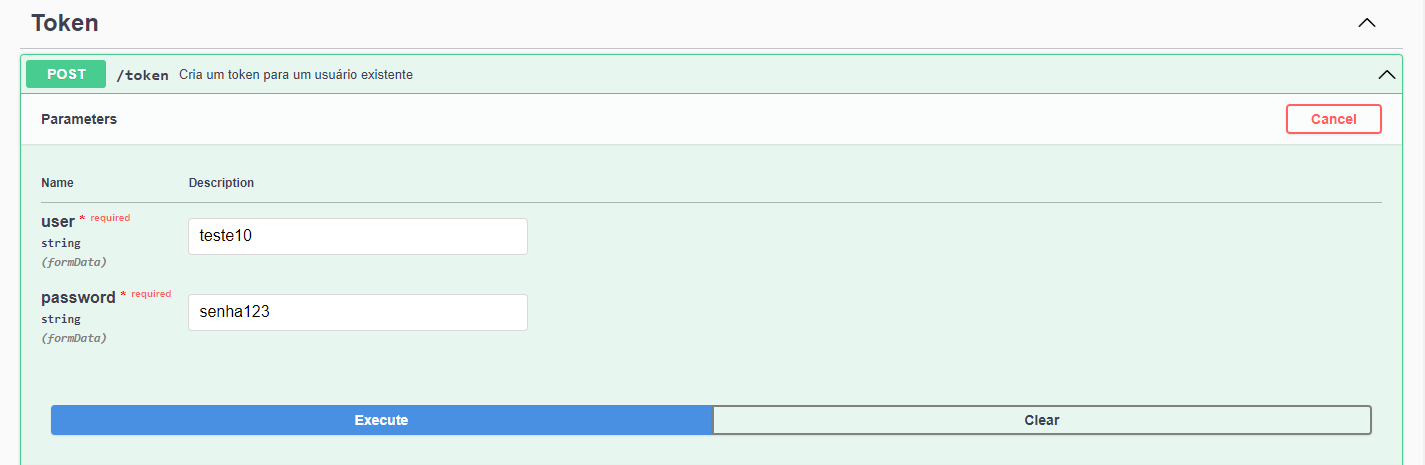 Token
POST /token Cria um token para um usuário existente
Parameters Cancel
Name Description
user * required
string
(formData)
teste10
password * required
string
(formData)
senha123
Execute Clear